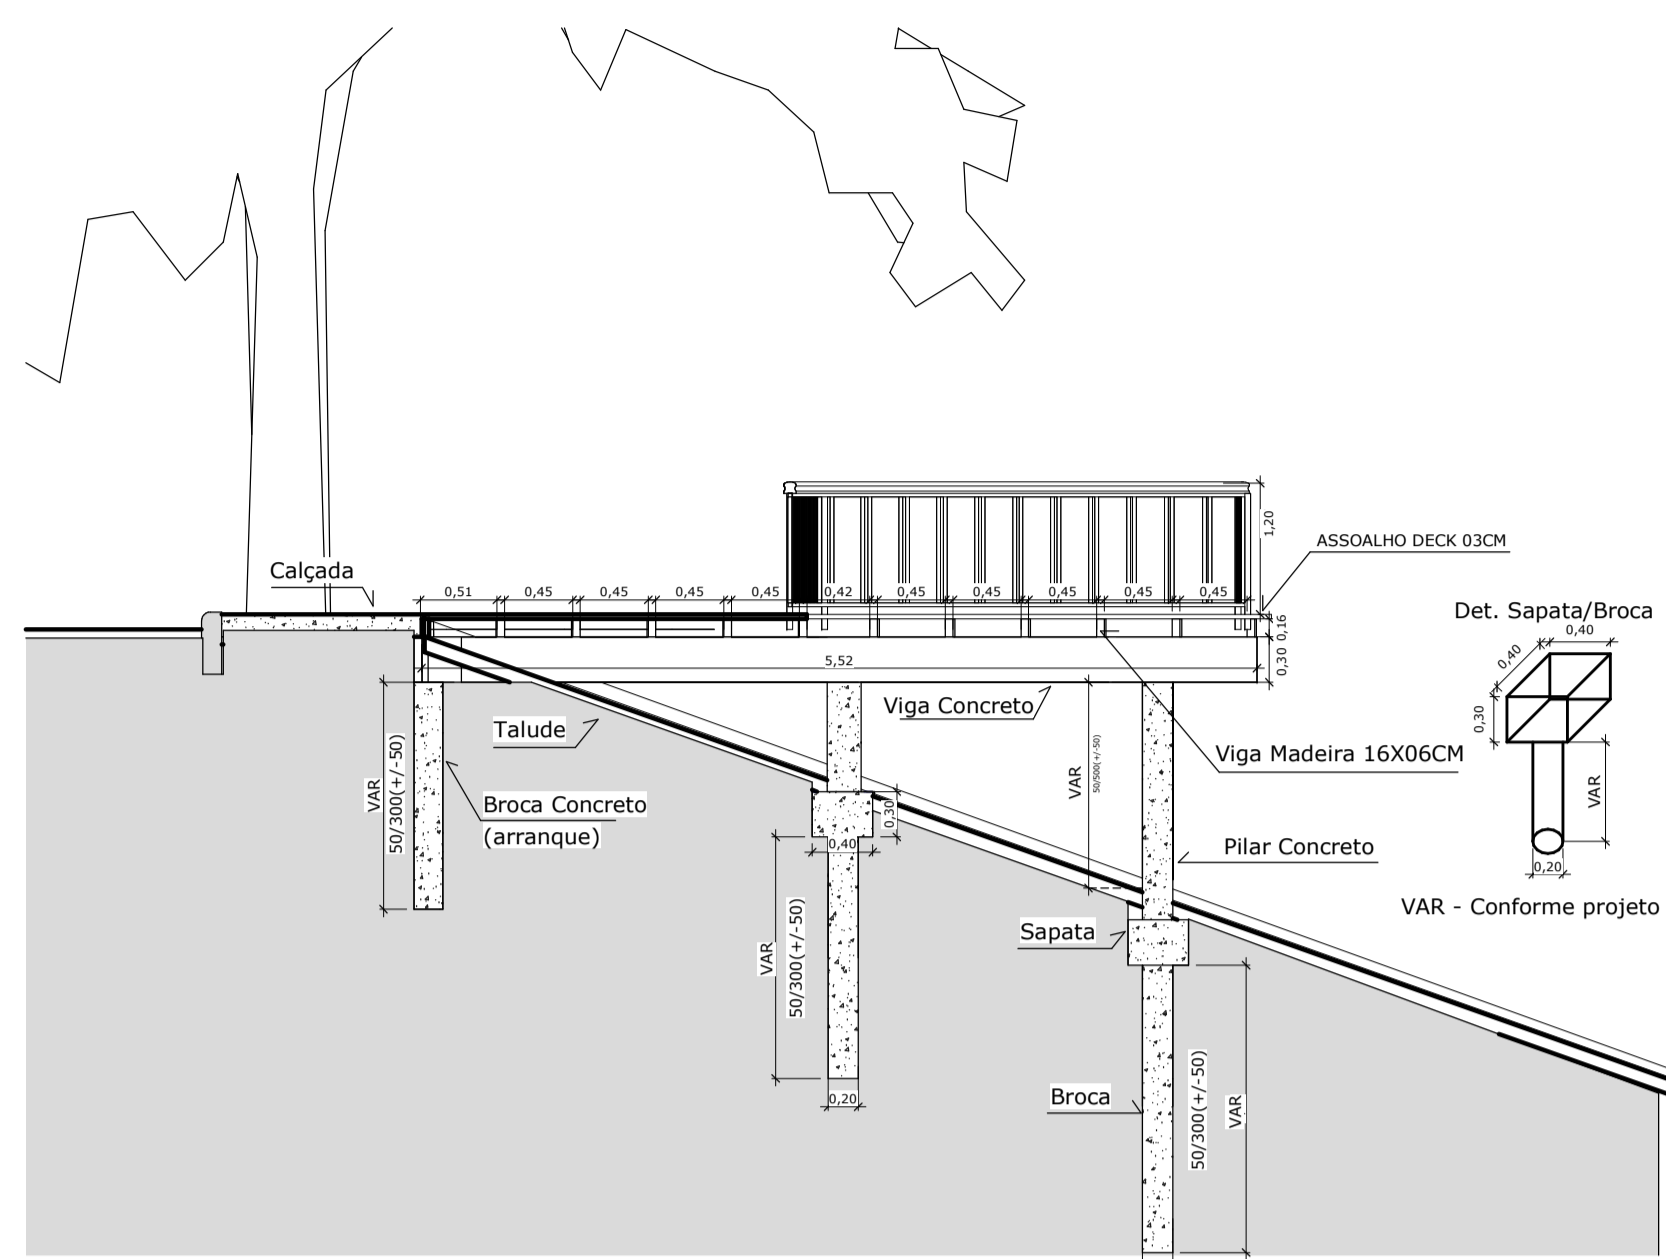 1,20
ASSOALHO DECK 03CM
Calçada
0,51 0,45 0,45 0,45 0,45 0,42 0,45 0,45 0,45 0,45 0,45
0,16
0,30
5,52
Det. Sapata/Broca
0,40
0,40
0,30
VAR
0,20
VAR - Conforme projeto
Talude
Viga Concreto
Viga Madeira 16X06CM
VAR
50/300(+/-50)
Broca Concreto
(arranque)
VAR
50/500(+/-50)
0,30
0,40
Pilar Concreto
VAR
50/300(+/-50)
0,20
Sapata
Broca
50/300(+/-50)
VAR